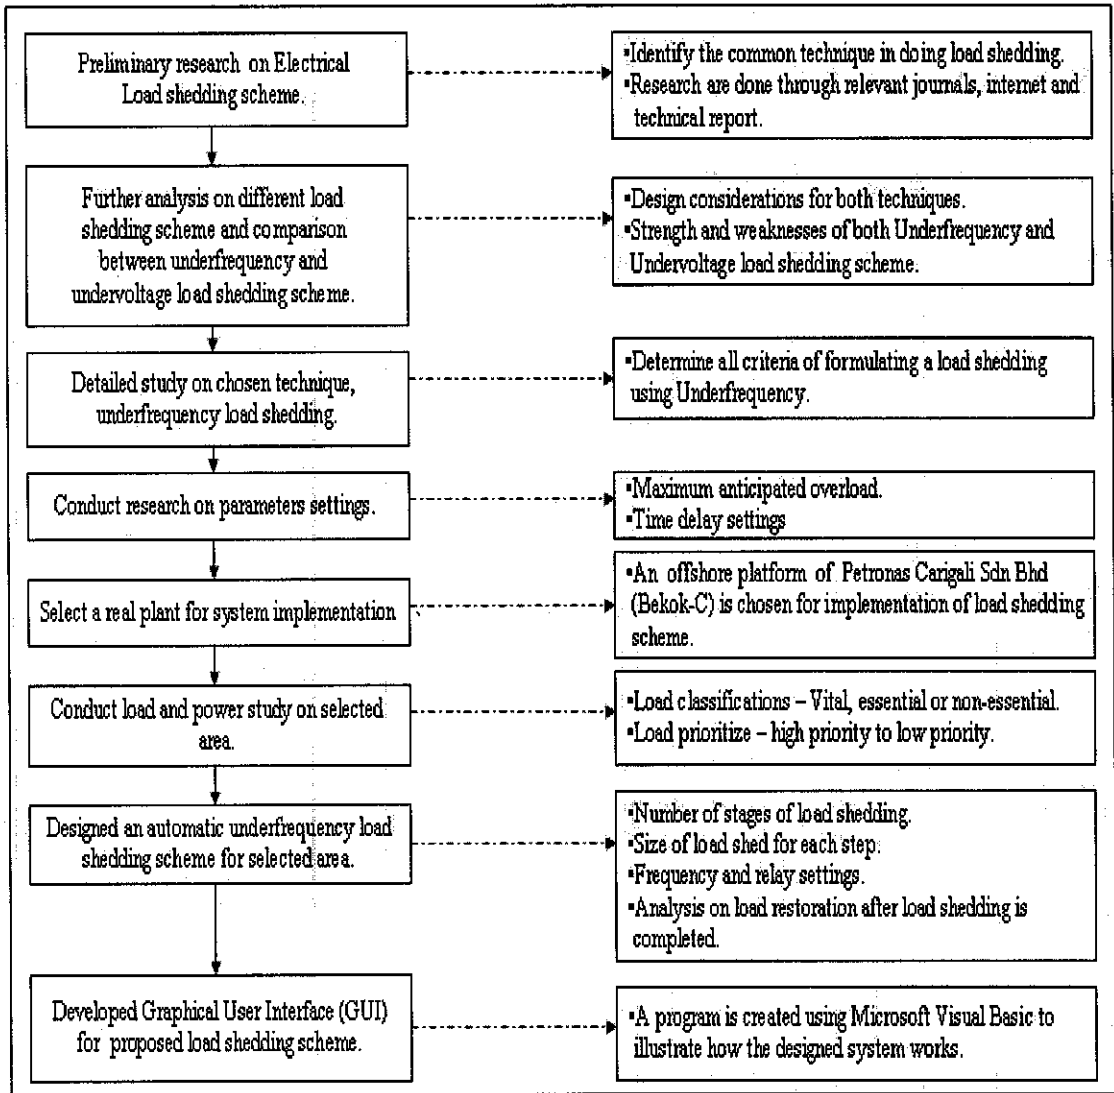 Preliminary research on Electrical
Load shedding scheme.
▪Identify the common technique in doing load shedding.
▪Research are done through relevant journals, internet and
technical report.
Further analysis on different load
shedding scheme and comparison
between underfrequency and
undervoltage load shedding scheme.
▪Design considerations for both techniques.
▪Strength and weaknesses of both Underfrequency and
Undervoltage load shedding scheme.
Detailed study on chosen technique,
underfrequency load shedding.
▪Determine all criteria of formulating a load shedding
using Underfrequency.
Conduct research on parameters settings.
▪Maximum anticipated overload.
▪Time delay settings
Select a real plant for system implementation
▪An offshore platform of Petronas Carigali Sdn Bhd
(Bekok-C) is chosen for implementation of load shedding
scheme.
Conduct load and power study on selected
area.
▪Load classifications – Vital, essential or non-essential.
▪Load prioritize – high priority to low priority.
Designed an automatic underfrequency load
shedding scheme for selected area.
▪Number of stages of load shedding.
▪Size of load shed for each step.
▪Frequency and relay settings.
▪Analysis on load restoration after load shedding is
completed.
Developed Graphical User Interface (GUI)
for proposed load shedding scheme.
▪A program is created using Microsoft Visual Basic to
illustrate how the designed system works.